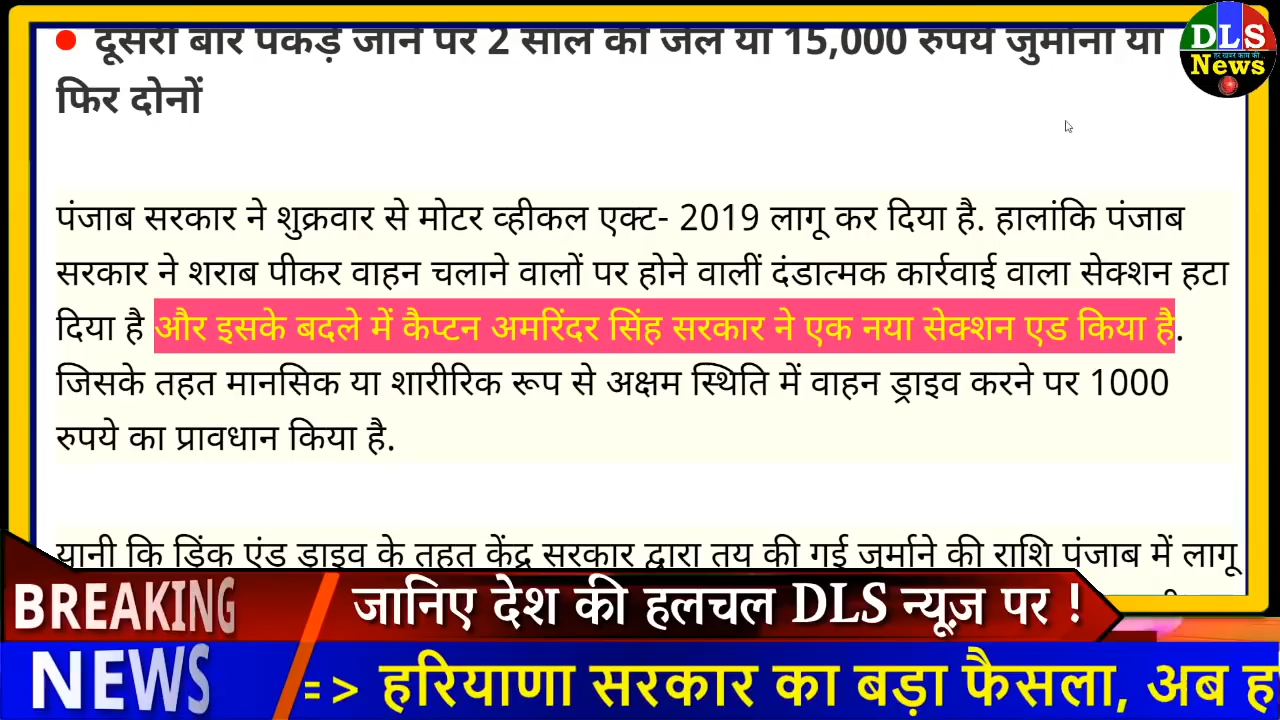 दूसरी बार पकड़े जाने पर 2 साल की जेल या 15,000 रुपये जुर्माना या
फिर दोनों
DLS
हर खबर काम की..
News
पंजाब सरकार ने शुक्रवार से मोटर व्हीकल एक्ट- 2019 लागू कर दिया है. हालांकि पंजाब
सरकार ने शराब पीकर वाहन चलाने वालों पर होने वालीं दंडात्मक कार्रवाई वाला सेक्शन हटा
दिया है और इसके बदले में कैप्टन अमरिंदर सिंह सरकार ने एक नया सेक्शन एड किया है.
जिसके तहत मानसिक या शारीरिक रूप से अक्षम स्थिति में वाहन ड्राइव करने पर 1000
रुपये का प्रावधान किया है.
यानी कि ड्रिंक एंड ड्राइव के तहत केंद्र सरकार द्वारा तय की गई जुर्माने की राशि पंजाब में लागू
BREAKING
NEWS
जानिए देश की हलचल DLS न्यूज़ पर !
=> हरियाणा सरकार का बड़ा फैसला, अब ह